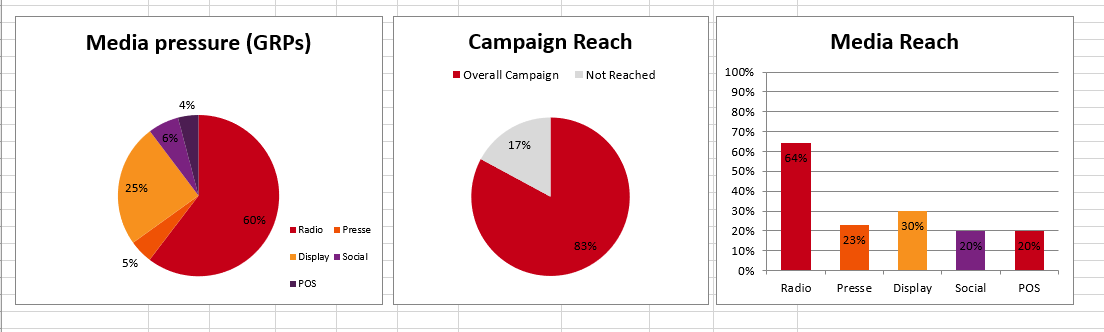 Media pressure (GRPs)
4%
6%
25%
60%
5%
Radio Presse
Display Social
POS
Campaign Reach
Overall Campaign Not Reached
17%
83%
Media Reach
100%
90%
80%
70%
60%
50%
40%
30%
20%
10%
0%
64%
23%
30%
20%
20%
Radio Presse Display Social POS